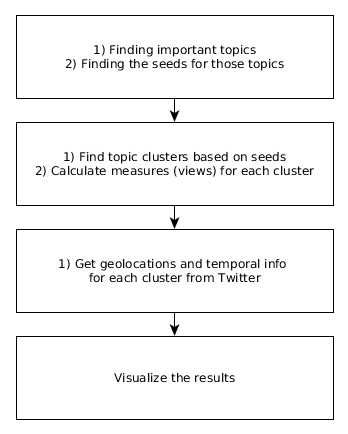 1) Finding important topics
2) Finding the seeds for those topics
1) Find topic clusters based on seeds
2) Calculate measures (views) for each cluster
1) Get geolocations and temporal info
for each cluster from Twitter
Visualize the results